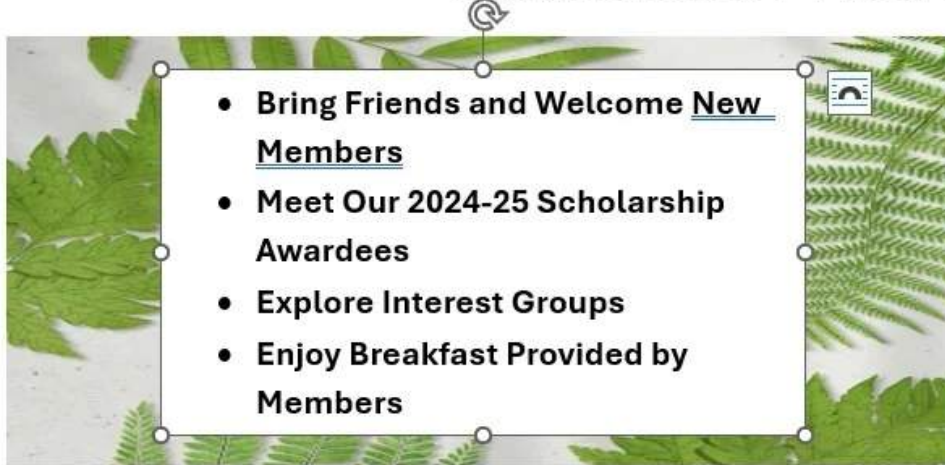 • Bring Friends and Welcome New
Members
• Meet Our 2024-25 Scholarship
Awardees
• Explore Interest Groups
• Enjoy Breakfast Provided by
Members